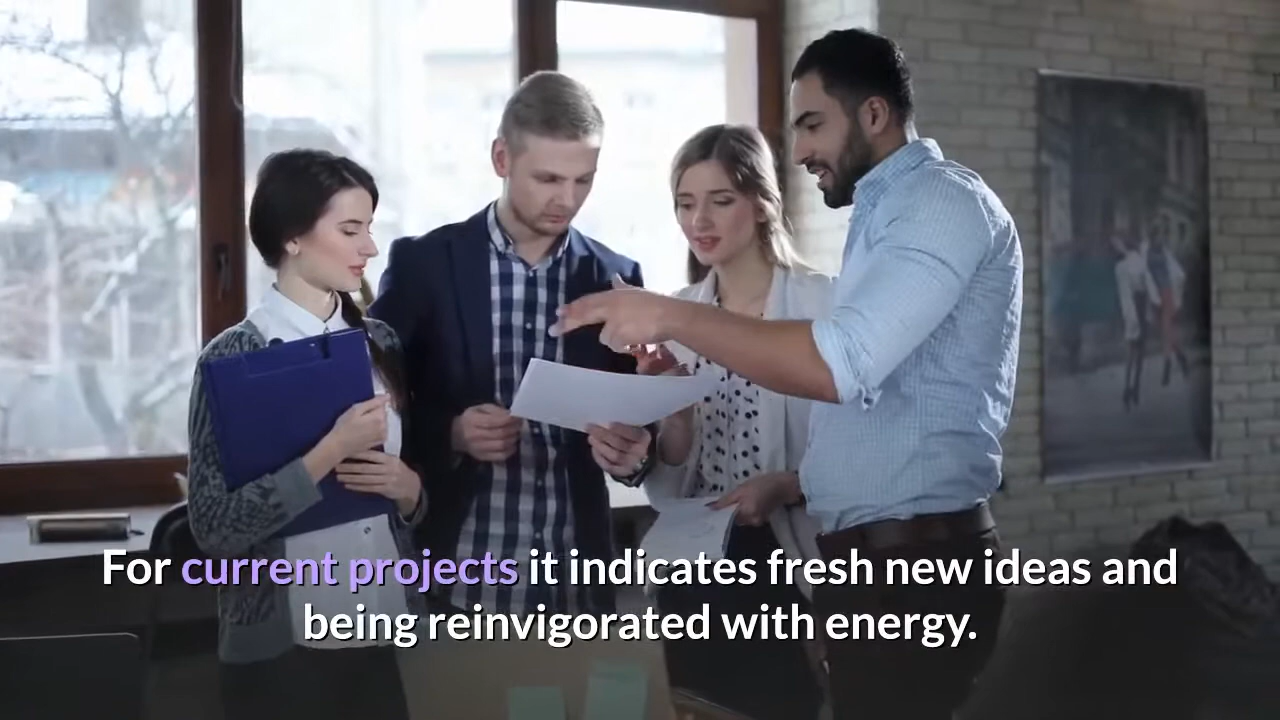 For current projects it indicates fresh new ideas and
being reinvigorated with energy.